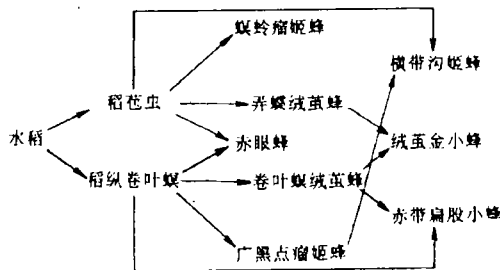 螟蛉瘤姬蜂
横带沟姬蜂
稻苞虫
弄蝶绒茧蜂
水稻
赤眼蜂
绒茧金小蜂
稻纵卷叶螟
卷叶螟绒茧蜂
赤带扁股小蜂
广黑点瘤姬蜂